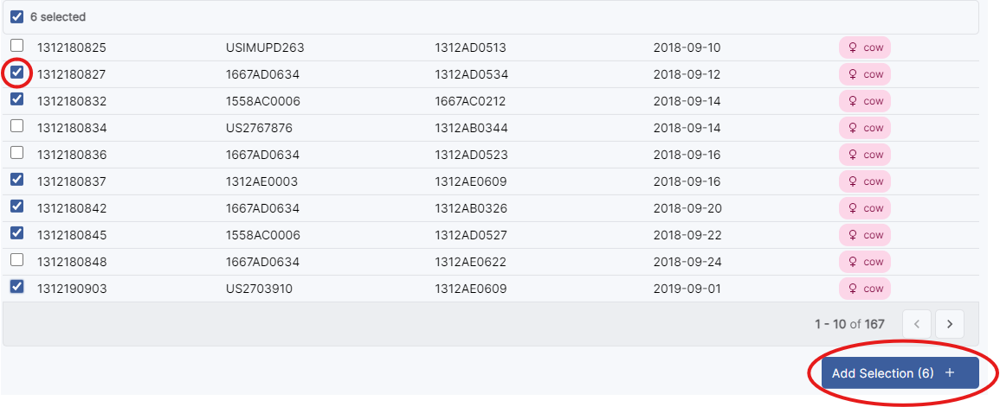 6 selected
1312180825 USIMUPD263 1312AD0513 2018-09-10 cow
1312180827 1667AD0634 1312AD0534 2018-09-12 cow
1312180832 1558AC0006 1667AC0212 2018-09-14 cow
1312180834 US2767876 1312AB0344 2018-09-14 cow
1312180836 1667AD0634 1312AD0523 2018-09-16 cow
1312180837 1312AE0003 1312AE0609 2018-09-16 cow
1312180842 1667AD0634 1312AB0326 2018-09-20 cow
1312180845 1558AC0006 1312AD0527 2018-09-22 cow
1312180848 1667AD0634 1312AE0622 2018-09-24 cow
1312190903 US2703910 1312AE0609 2019-09-01 cow
1 - 10 of 167
Add Selection (6) +